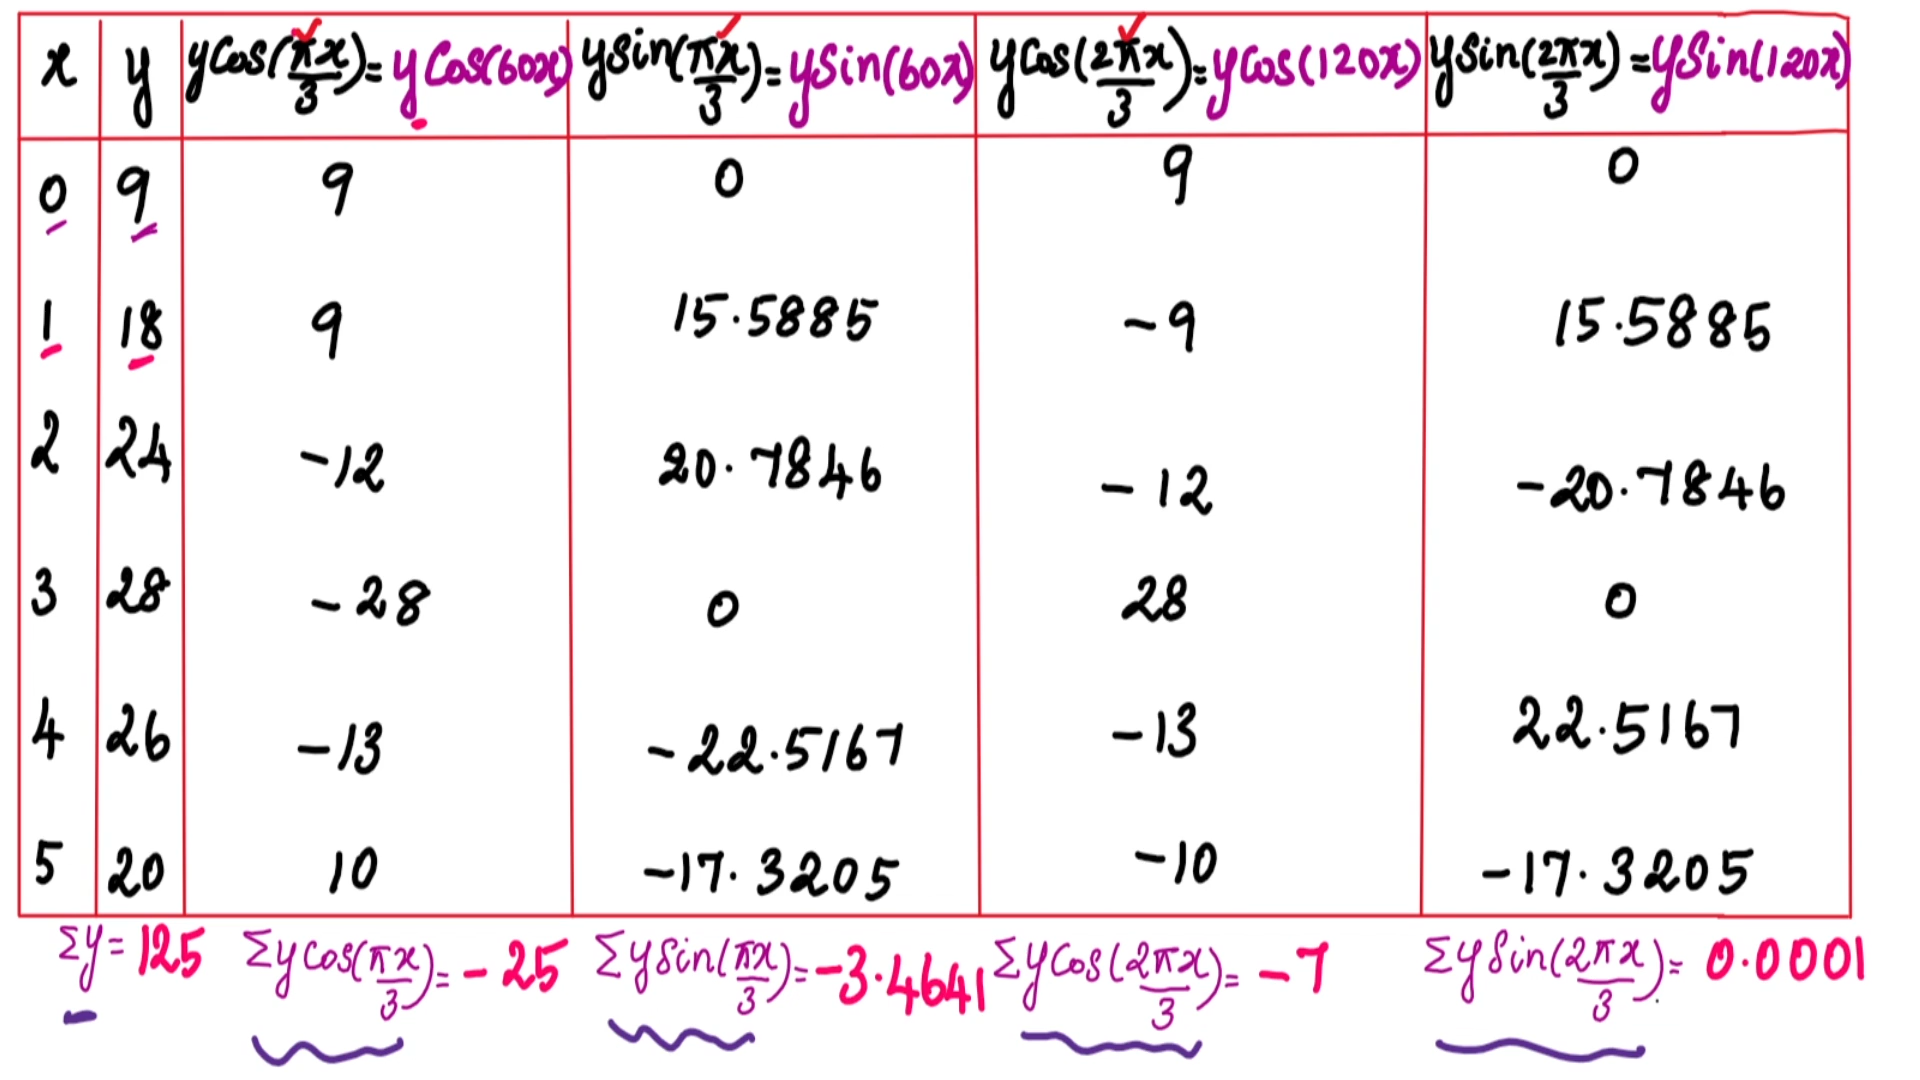 x y yCos(πx/3)= yCos(60x) ySin(πx/3)= ySin(60x) yCos(2πx/3)= yCos(120x) ySin(2πx/3) = ySin(120x)
0 9 9 0 9 0
1 18 9 15.5885 -9 15.5885
2 24 -12 20.7846 -12 -20.7846
3 28 -28 0 28 0
4 26 -13 -22.5167 -13 22.5167
5 20 10 -17.3205 -10 -17.3205
Σy= 125 ΣyCos(πx/3)= -25 ΣySin(πx/3)= -3.4641 ΣyCos(2πx/3)= -7 ΣySin(2πx/3)= 0.0001